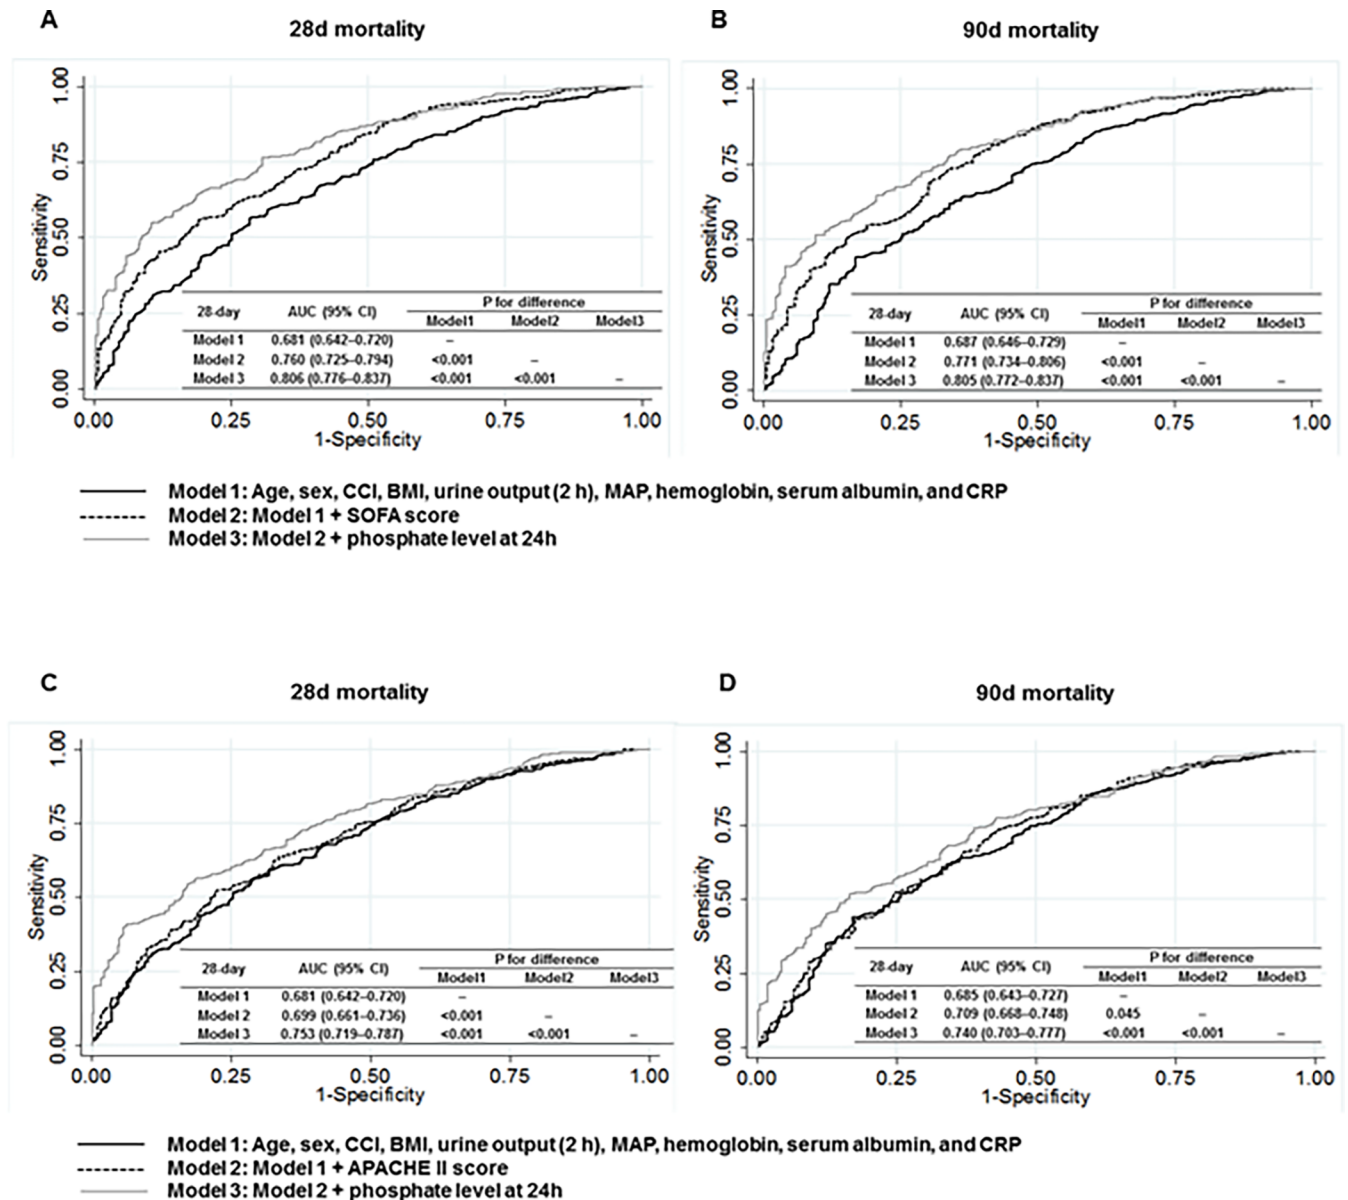 A
28d mortality
B
90d mortality
1.00
0.75
0.50
0.25
0.00
Sensitivity
P for difference
28-day AUC (95% CI) Model1 Model2 Model3
Model 1 0.681 (0.642–0.720) –
Model 2 0.760 (0.725–0.794) <0.001 –
Model 3 0.806 (0.776–0.837) <0.001 <0.001 –
0.00 0.25 0.50 0.75 1.00
1-Specificity
1.00
0.75
0.50
0.25
0.00
Sensitivity
P for difference
28-day AUC (95% CI) Model1 Model2 Model3
Model 1 0.687 (0.646–0.729) –
Model 2 0.771 (0.734–0.806) <0.001 –
Model 3 0.805 (0.772–0.837) <0.001 <0.001 –
0.00 0.25 0.50 0.75 1.00
1-Specificity
Model 1: Age, sex, CCI, BMI, urine output (2 h), MAP, hemoglobin, serum albumin, and CRP
Model 2: Model 1 + SOFA score
Model 3: Model 2 + phosphate level at 24h
C
28d mortality
D
90d mortality
1.00
0.75
0.50
0.25
0.00
Sensitivity
P for difference
28-day AUC (95% CI) Model1 Model2 Model3
Model 1 0.681 (0.642–0.720) –
Model 2 0.699 (0.661–0.736) <0.001 –
Model 3 0.753 (0.719–0.787) <0.001 <0.001 –
0.00 0.25 0.50 0.75 1.00
1-Specificity
1.00
0.75
0.50
0.25
0.00
Sensitivity
P for difference
28-day AUC (95% CI) Model1 Model2 Model3
Model 1 0.685 (0.643–0.727) –
Model 2 0.709 (0.668–0.748) 0.045 –
Model 3 0.740 (0.703–0.777) <0.001 <0.001 –
0.00 0.25 0.50 0.75 1.00
1-Specificity
Model 1: Age, sex, CCI, BMI, urine output (2 h), MAP, hemoglobin, serum albumin, and CRP
Model 2: Model 1 + APACHE II score
Model 3: Model 2 + phosphate level at 24h